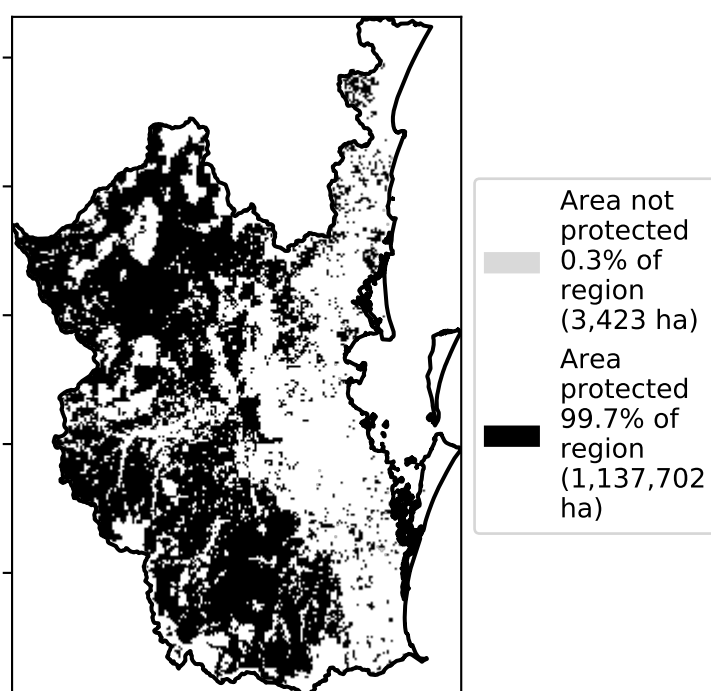 Area not
protected
0.3% of
region
(3,423 ha)
Area
protected
99.7% of
region
(1,137,702
ha)